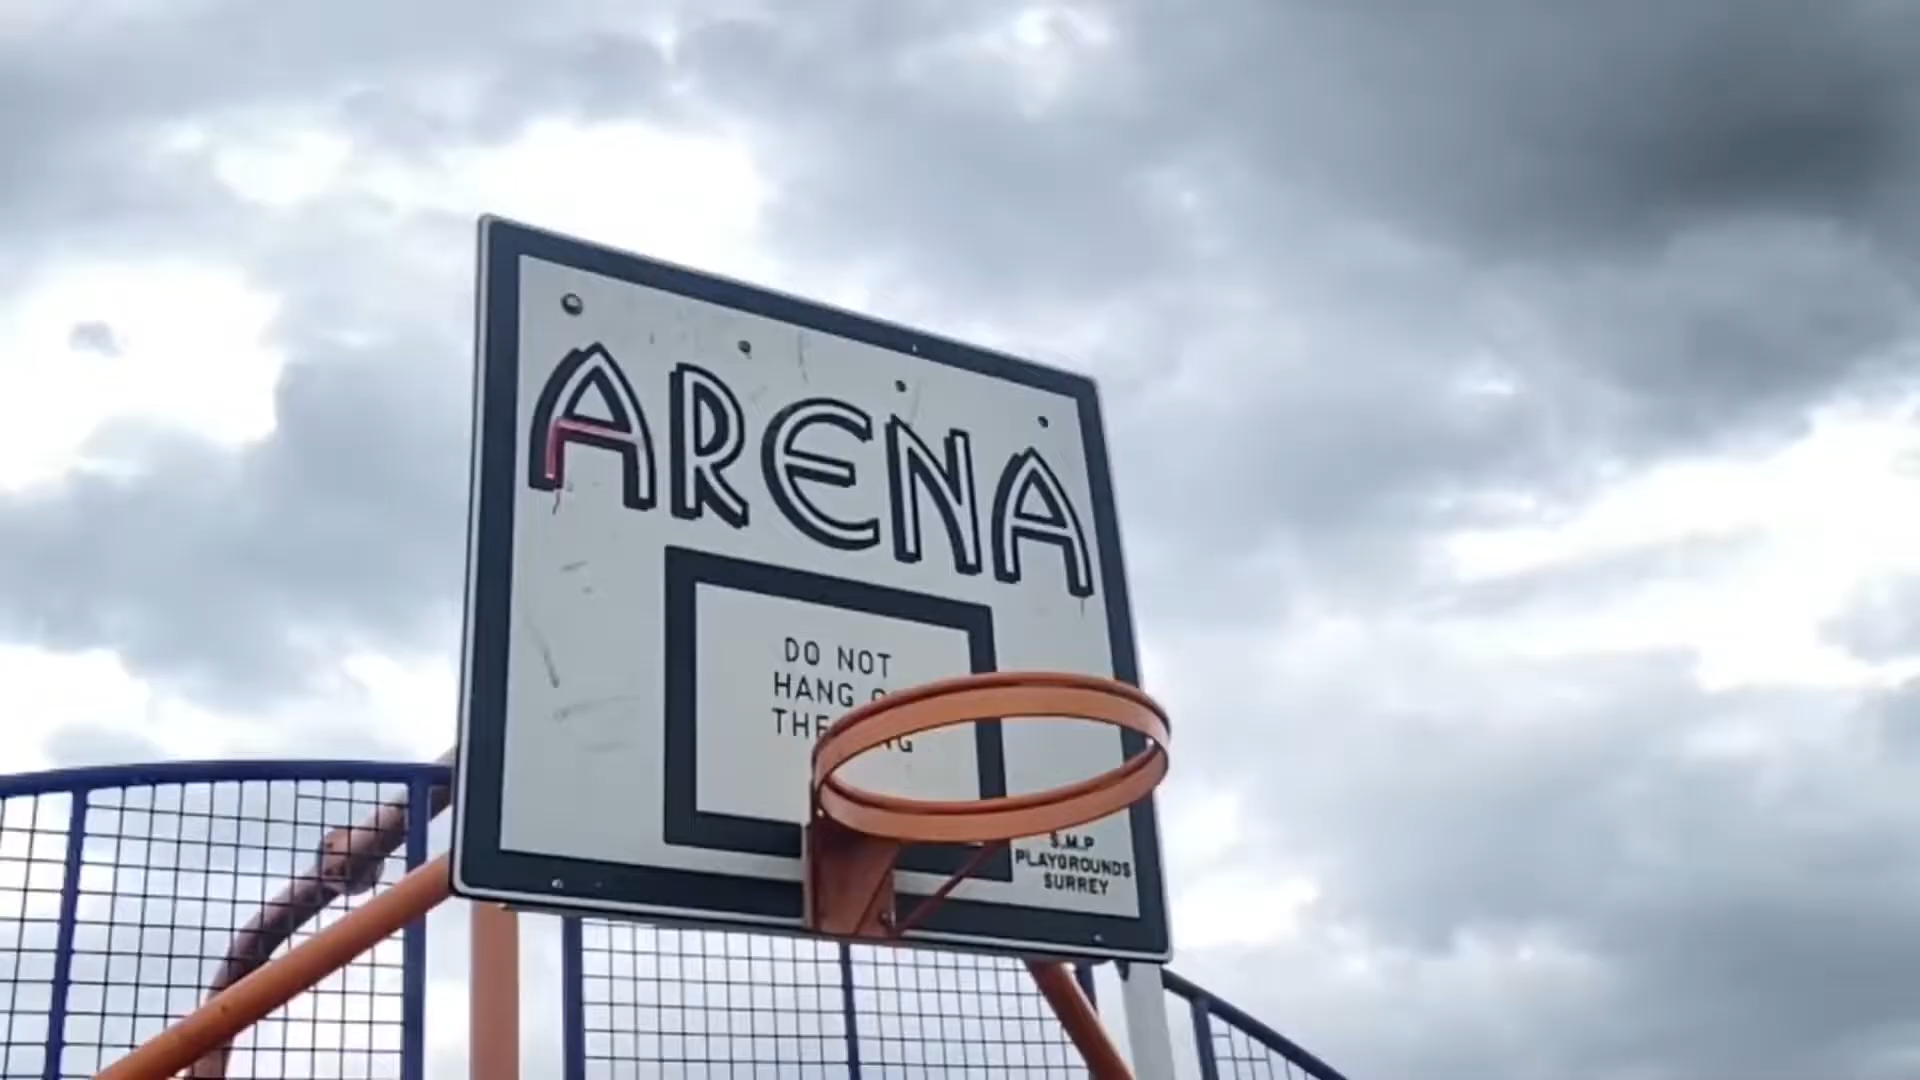 ARENA
DO NOT
HANG
THE
S.M.P
PLAYGROUNDS
SURREY